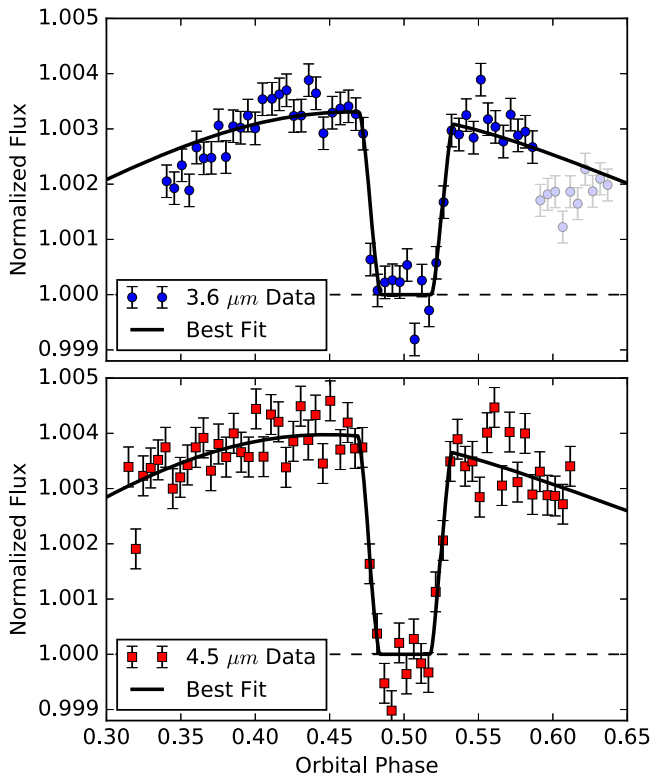 1.005
1.004
1.003
1.002
1.001
1.000
0.999
Normalized Flux
3.6 μm Data
Best Fit
1.005
1.004
1.003
1.002
1.001
1.000
0.999
Normalized Flux
4.5 μm Data
Best Fit
0.30 0.35 0.40 0.45 0.50 0.55 0.60 0.65
Orbital Phase